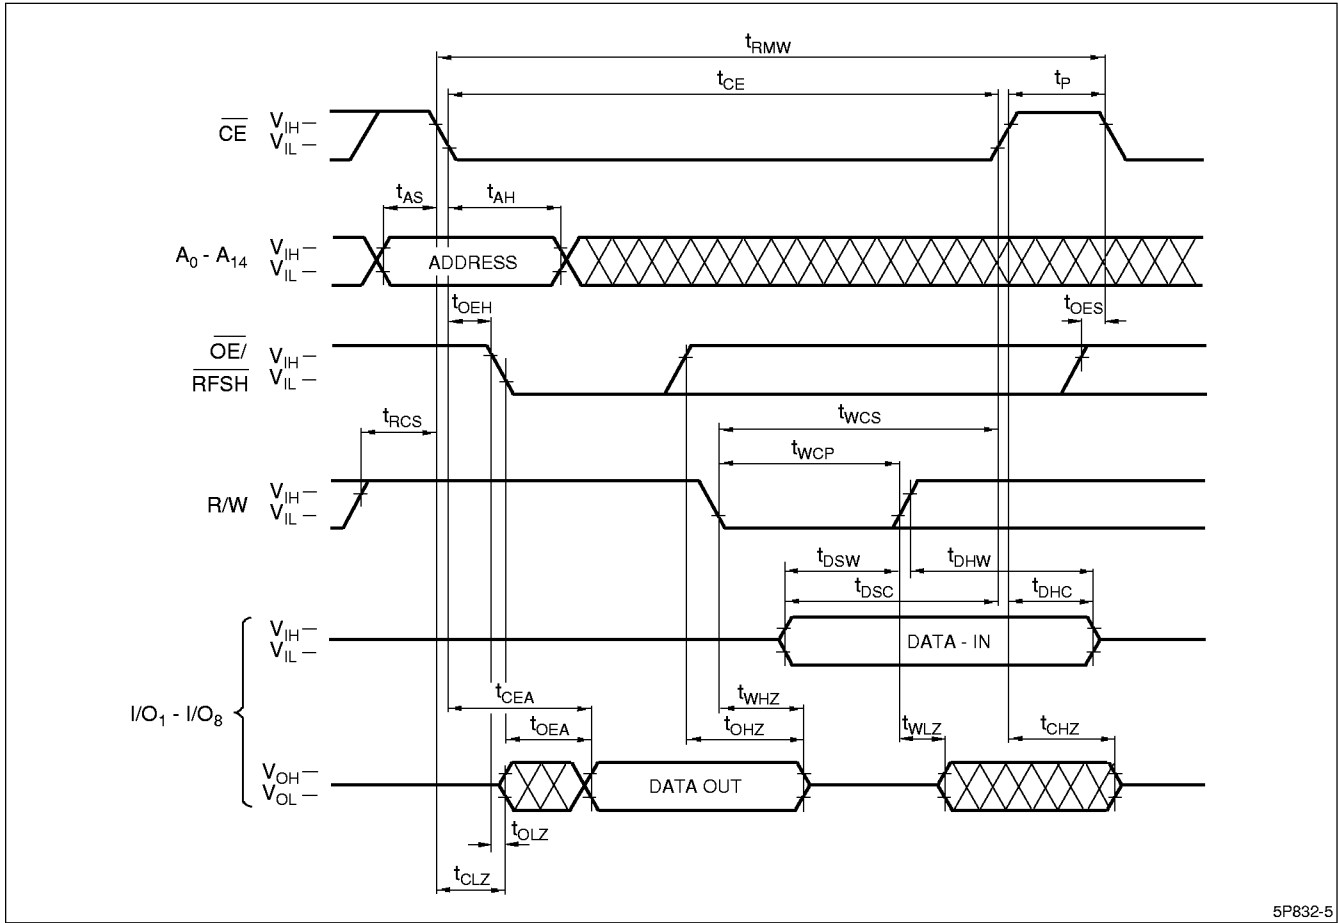 tRMW
tCE
tP
CE
VIH
VIL
tAS
tAH
A0 - A14
VIH
VIL
ADDRESS
tOEH
tOES
OE/
RFSH
VIH
VIL
tRCS
tWCS
tWCP
R/W
VIH
VIL
tDSW
tDHW
tDSC
tDHC
VIH
VIL
DATA - IN
I/O1 - I/O8
tCEA
tWHZ
tOEA
tOHZ
tWLZ
tCHZ
VOH
VOL
DATA OUT
tOLZ
tCLZ
5P832-5